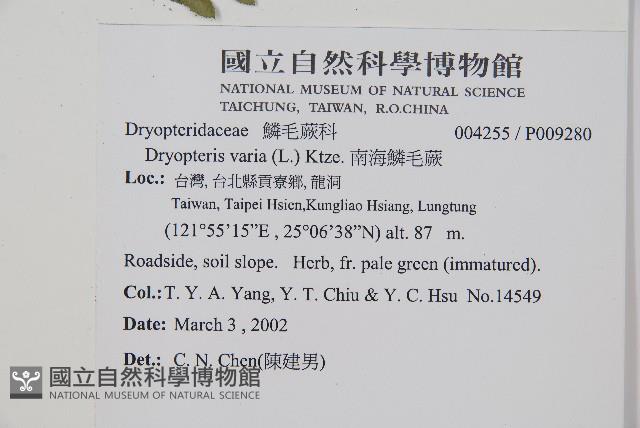 國立自然科學博物館
NATIONAL MUSEUM OF NATURAL SCIENCE
TAICHUNG, TAIWAN, R.O.CHINA
Dryopteridaceae 鱗毛蕨科 004255 / P009280
Dryopteris varia (L.) Ktze. 南海鱗毛蕨
Loc.: 台灣, 台北縣貢寮鄉, 龍洞
Taiwan, Taipei Hsien,Kungliao Hsiang, Lungtung
(121°55'15”E , 25°06'38”N) alt. 87 m.
Roadside, soil slope. Herb, fr. pale green (immatured).
Col.: T. Y. A. Yang, Y. T. Chiu & Y. C. Hsu No.14549
Date: March 3 , 2002
Det.: C. N. Chen(陳建男)
國立自然科學博物館
NATIONAL MUSEUM OF NATURAL SCIENCE